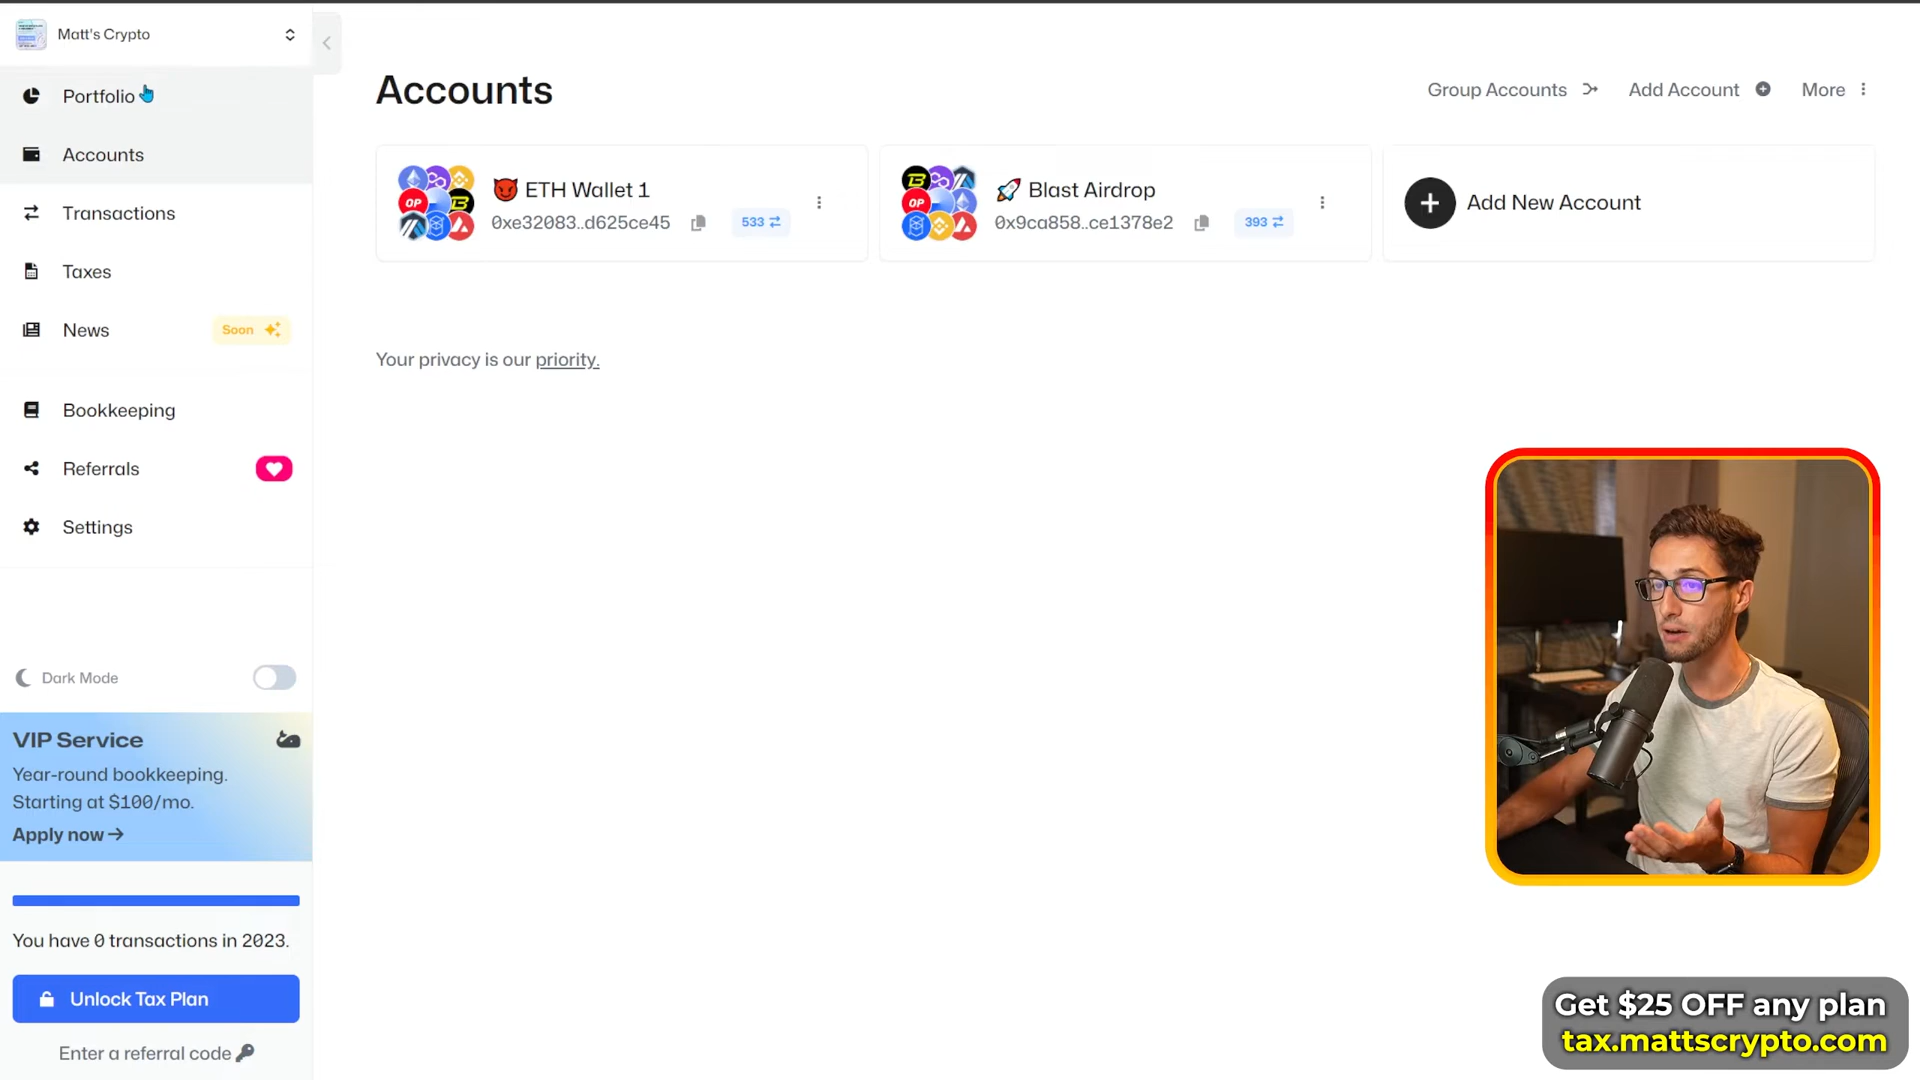 Matt's Crypto
Portfolio
Accounts
Transactions
Taxes
News
Soon
Bookkeeping
Referrals
Settings
Dark Mode
VIP Service
Year-round bookkeeping.
Starting at $100/mo.
Apply now →
You have 0 transactions in 2023.
Unlock Tax Plan
Enter a referral code
Accounts
Group Accounts
Add Account
More
ETH Wallet 1
0xe32083..d625ce45
533
Blast Airdrop
0x9ca858..ce1378e2
393
Add New Account
Your privacy is our priority.
Get $25 OFF any plan
tax.mattscrypto.com